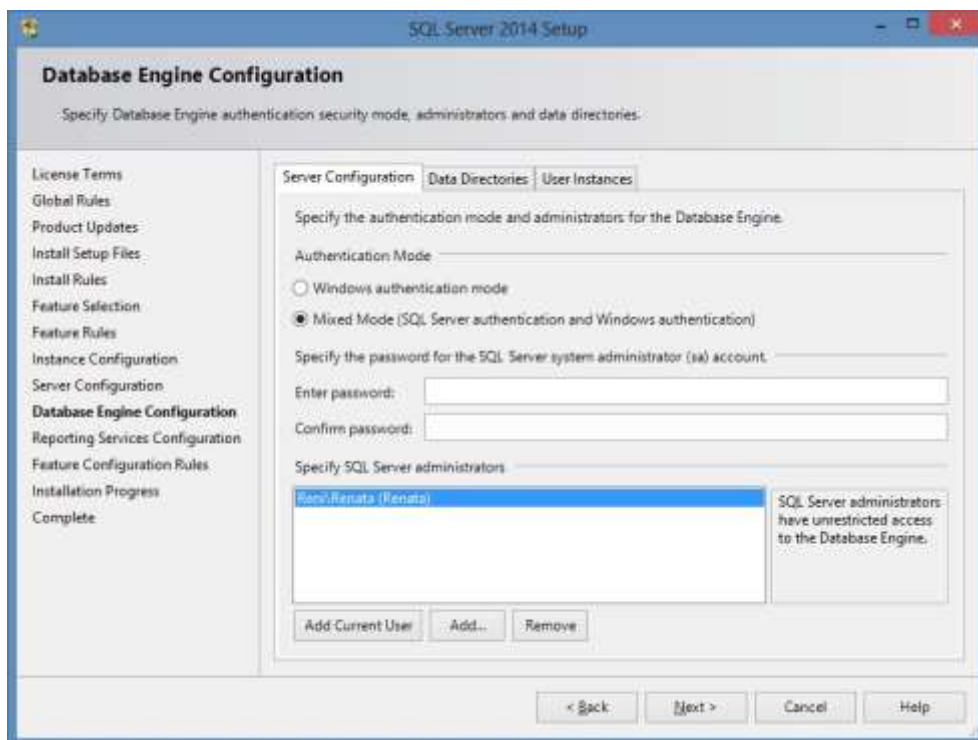 SQL Server 2014 Setup
Database Engine Configuration
Specify Database Engine authentication security mode, administrators and data directories.
License Terms
Global Rules
Product Updates
Install Setup Files
Install Rules
Feature Selection
Feature Rules
Instance Configuration
Server Configuration
Database Engine Configuration
Reporting Services Configuration
Feature Configuration Rules
Installation Progress
Complete
Server Configuration Data Directories User Instances
Specify the authentication mode and administrators for the Database Engine.
Authentication Mode
Windows authentication mode
Mixed Mode (SQL Server authentication and Windows authentication)
Specify the password for the SQL Server system administrator (sa) account.
Enter password:
Confirm password:
Specify SQL Server administrators
Reni\Renata (Renata)
SQL Server administrators
have unrestricted access
to the Database Engine.
Add Current User Add... Remove
< Back Next > Cancel Help